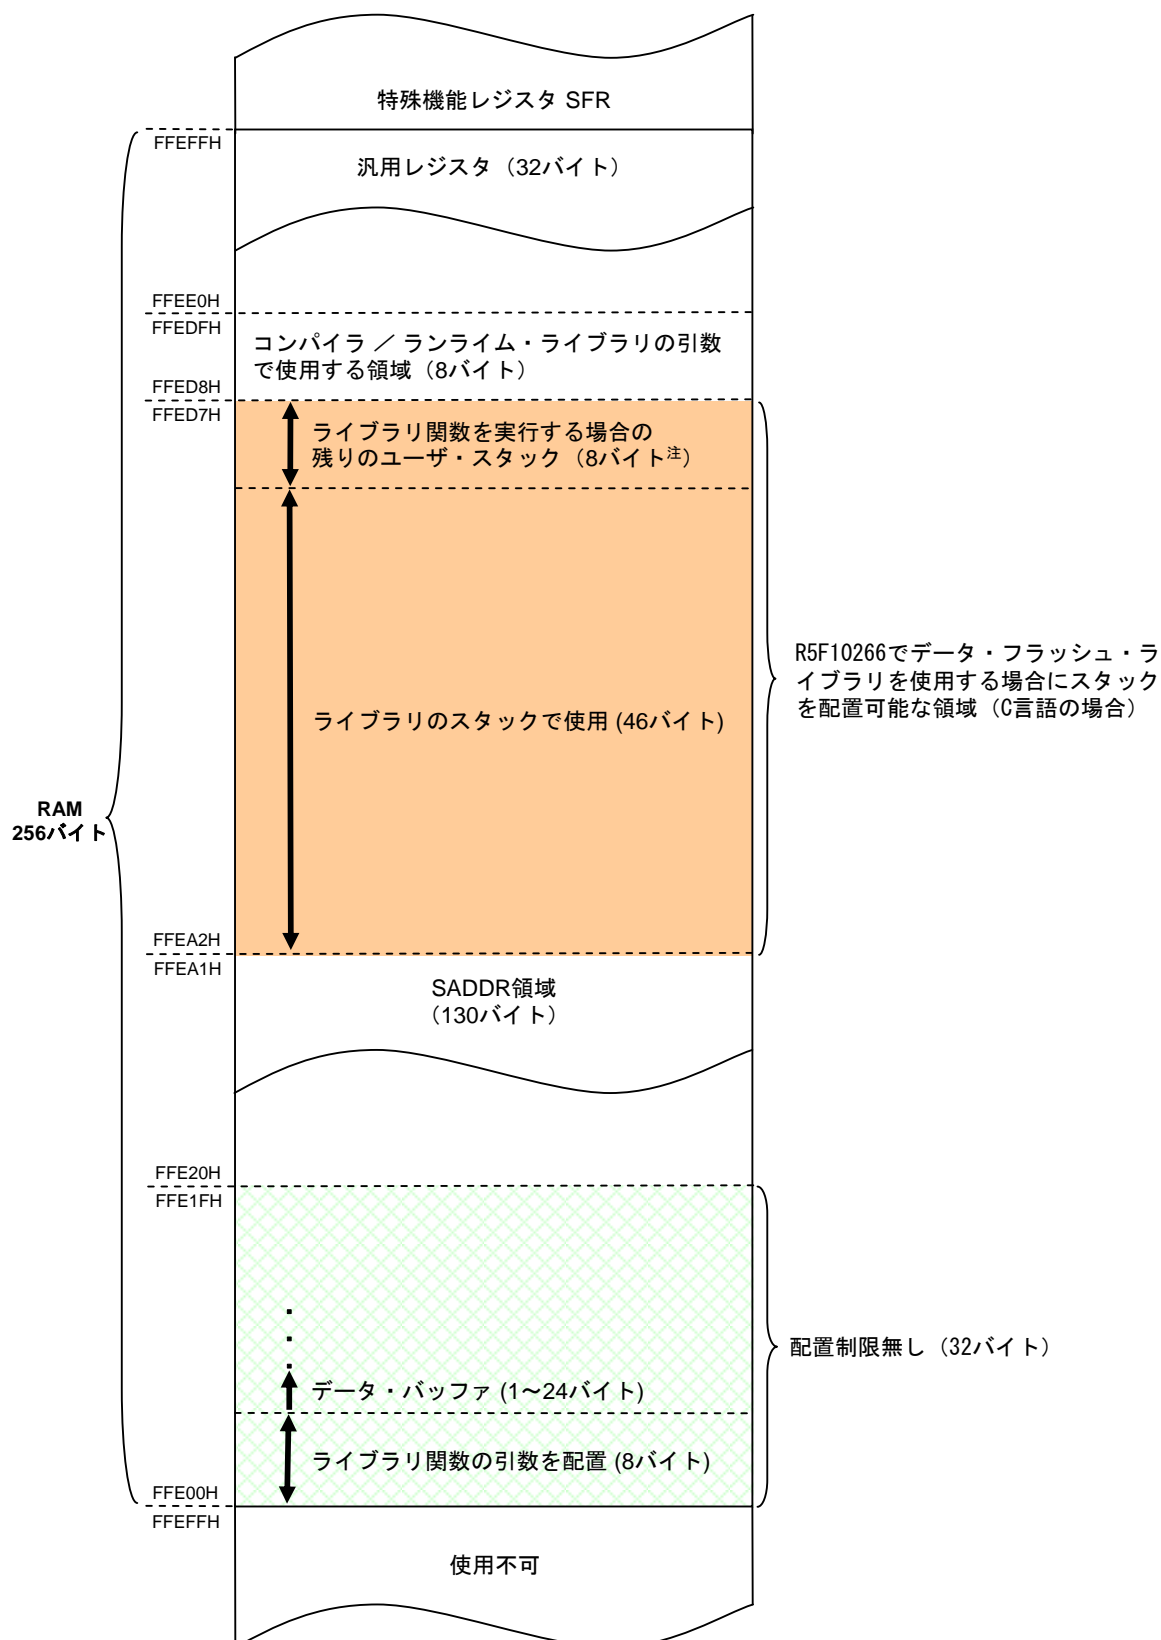 特殊機能レジスタ SFR
FFEFFH
汎用レジスタ（32バイト）
FFEE0H
FFEDFH
コンパイラ ／ ランライム・ライブラリの引数
で使用する領域（8バイト）
FFED8H
FFED7H
ライブラリ関数を実行する場合の
残りのユーザ・スタック（8バイト注）
R5F10266でデータ・フラッシュ・ラ
イブラリを使用する場合にスタック
を配置可能な領域（C言語の場合）
ライブラリのスタックで使用 (46バイト)
RAM
256バイト
FFEA2H
FFEA1H
SADDR領域
（130バイト）
FFE20H
FFE1FH
・
・
・
配置制限無し（32バイト）
データ・バッファ (1～24バイト)
ライブラリ関数の引数を配置 (8バイト)
FFE00H
FFEFFH
使用不可